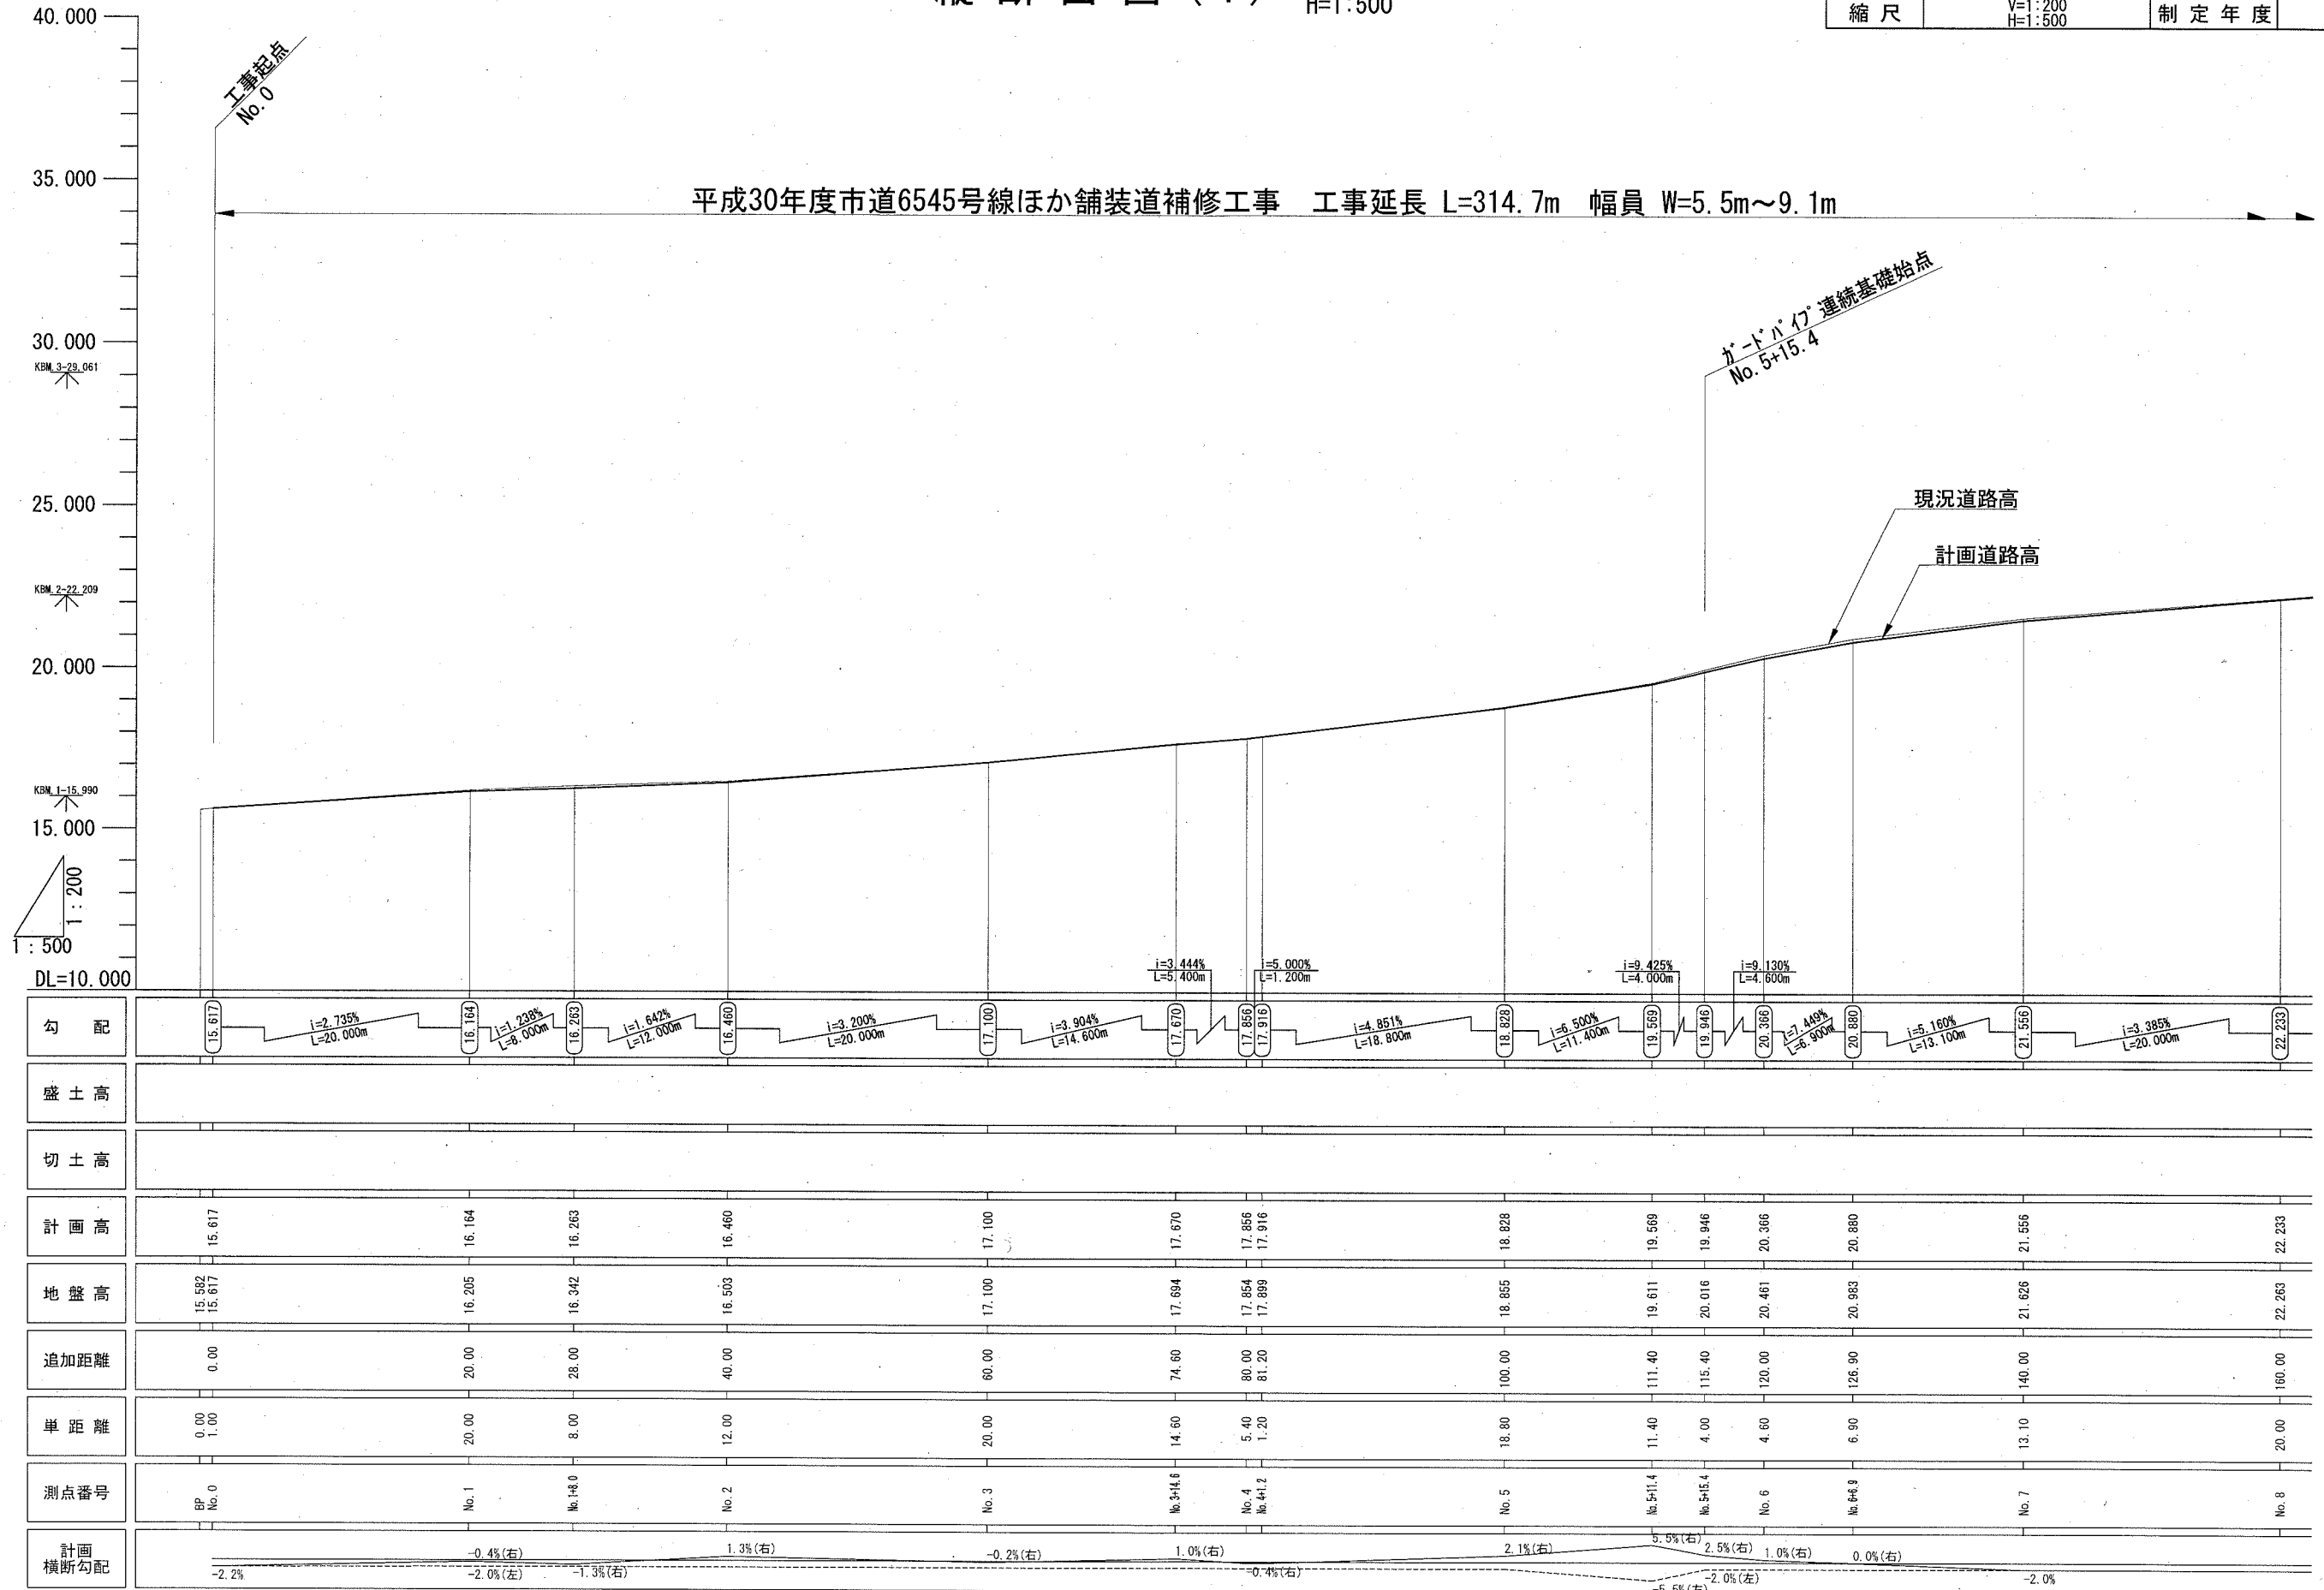 縦断面図(1) H=1:500
縮尺 V=1:200 H=1:500 制定年度
40.000
35.000
30.000
KBM.3-29.061
25.000
KBM.2-22.209
20.000
KBM.1-15.990
15.000
1:200
1:500
DL=10.000
工事起点
No.0
平成30年度市道6545号線ほか舗装道補修工事 工事延長 L=314.7m 幅員 W=5.5m~9.1m
ガードパイプ連続基礎始点
No.5+15.4
現況道路高
計画道路高
i=3.444% L=5.400m
i=5.000% L=1.200m
i=9.425% L=4.000m
i=9.130% L=4.600m
勾配 15.617 i=2.735% L=20.000m 16.164 i=1.238% L=8.000m 16.263 i=1.642% L=12.000m 16.460 i=3.200% L=20.000m 17.100 i=3.904% L=14.600m 17.670 17.856 17.916 i=4.851% L=18.800m 18.828 i=6.500% L=11.400m 19.569 19.946 20.366 i=7.449% L=6.900m 20.880 i=5.160% L=13.100m 21.556 i=3.385% L=20.000m 22.233
盛土高
切土高
計画高 15.617 16.164 16.263 16.460 17.100 17.670 17.856 17.916 18.828 19.569 19.946 20.366 20.880 21.556 22.233
地盤高 15.582 15.617 16.205 16.342 16.503 17.100 17.694 17.854 17.899 18.855 19.611 20.016 20.461 20.983 21.626 22.263
追加距離 0.00 20.00 28.00 40.00 60.00 74.60 80.00 81.20 100.00 111.40 115.40 120.00 126.90 140.00 160.00
単距離 0.00 1.00 20.00 8.00 12.00 20.00 14.60 5.40 1.20 18.80 11.40 4.00 4.60 6.90 13.10 20.00
測点番号 BP No.0 No.1 No.1+8.0 No.2 No.3 No.3+14.6 No.4 No.4+1.2 No.5 No.5+11.4 No.5+15.4 No.6 No.6+6.9 No.7 No.8
計画
横断勾配
-0.4%(右) 1.3%(右) -0.2%(右) 1.0%(右) 2.1%(右) 5.5%(右) 2.5%(右) 1.0%(右) 0.0%(右)
-2.2% -2.0%(左) -1.3%(右) -0.4%(右) -5.5%(左) -2.0%(左) -2.0%